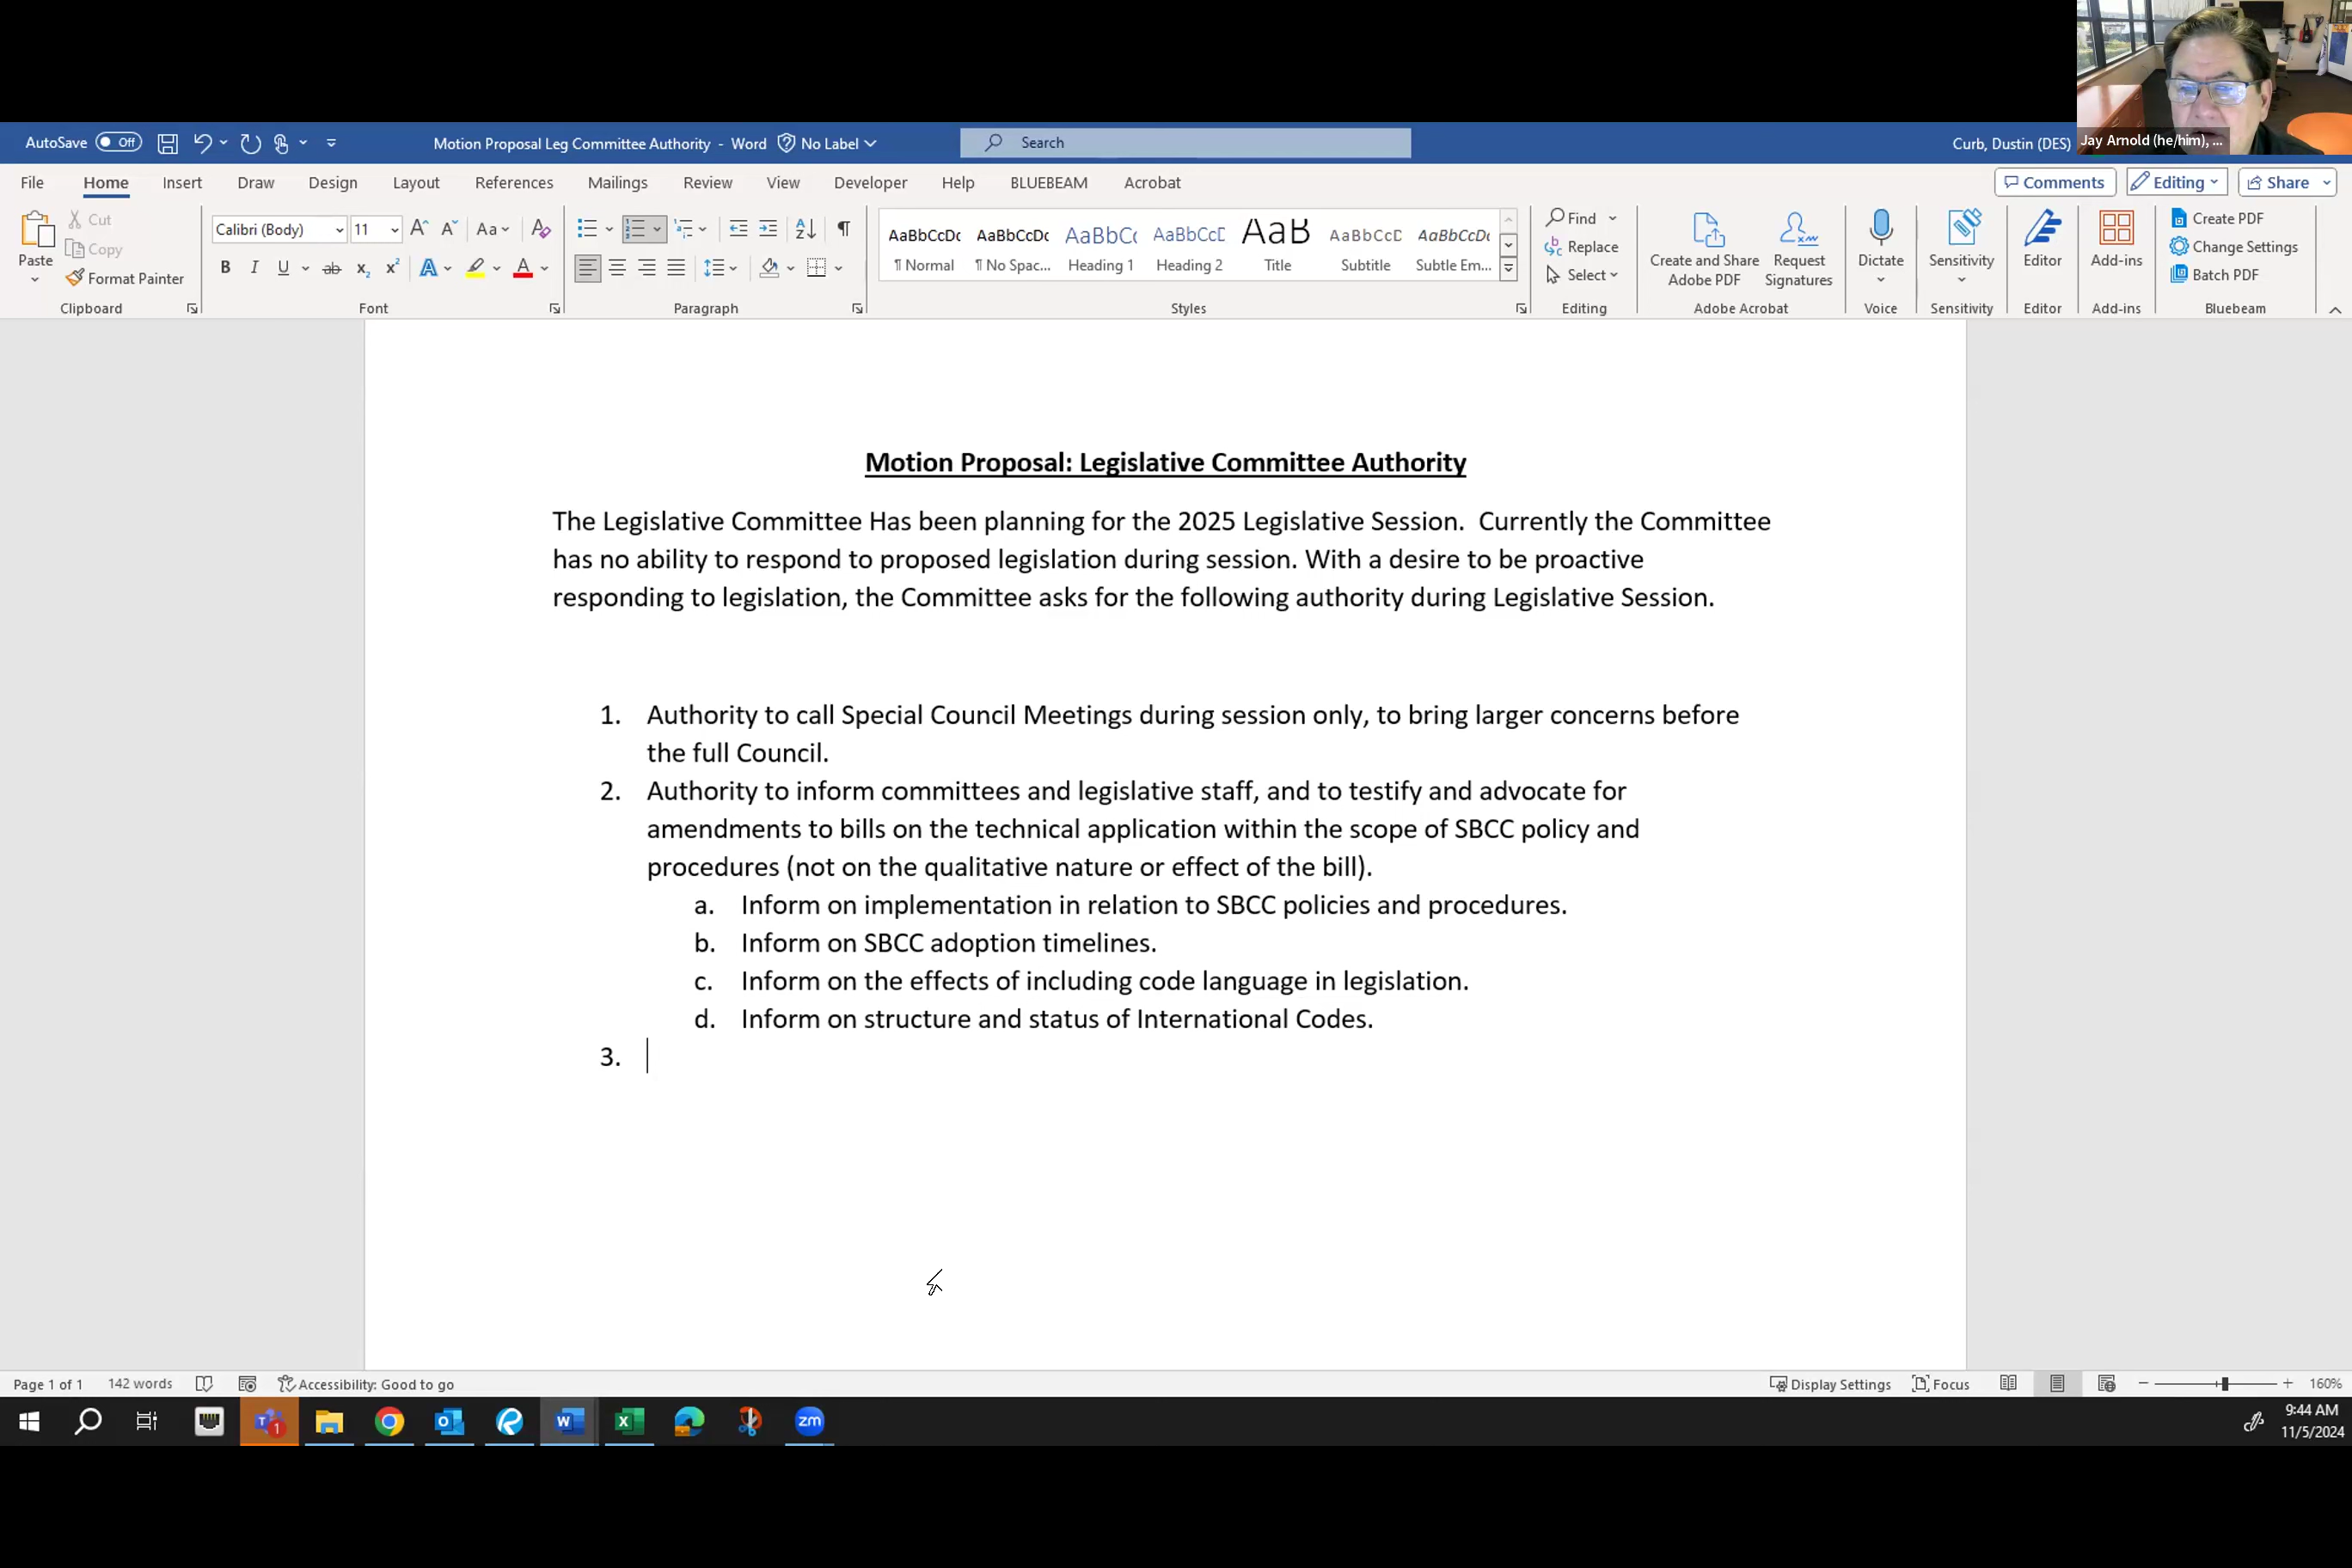 Jay Arnold (he/him), ...
AutoSave Off Motion Proposal Leg Committee Authority - Word No Label Search Curb, Dustin (DES)
File Home Insert Draw Design Layout References Mailings Review View Developer Help BLUEBEAM Acrobat Comments Editing Share
Paste Cut Copy Format Painter
Clipboard
Calibri (Body) 11 Aa
B I U ab x₂ x² A A
Font
Paragraph
AaBbCcDc AaBbCcDc AaBbCc AaBbCcD AaB AaBbCcD AaBbCcDc
¶ Normal ¶ No Spac... Heading 1 Heading 2 Title Subtitle Subtle Em...
Styles
Find
Replace
Select
Editing
Create and Share Adobe PDF
Request Signatures
Adobe Acrobat
Dictate
Voice
Sensitivity
Sensitivity
Editor
Editor
Add-ins
Add-ins
Create PDF
Change Settings
Batch PDF
Bluebeam
Motion Proposal: Legislative Committee Authority
The Legislative Committee Has been planning for the 2025 Legislative Session. Currently the Committee
has no ability to respond to proposed legislation during session. With a desire to be proactive
responding to legislation, the Committee asks for the following authority during Legislative Session.
1. Authority to call Special Council Meetings during session only, to bring larger concerns before
the full Council.
2. Authority to inform committees and legislative staff, and to testify and advocate for
amendments to bills on the technical application within the scope of SBCC policy and
procedures (not on the qualitative nature or effect of the bill).
a. Inform on implementation in relation to SBCC policies and procedures.
b. Inform on SBCC adoption timelines.
c. Inform on the effects of including code language in legislation.
d. Inform on structure and status of International Codes.
3.
Page 1 of 1 142 words Accessibility: Good to go Display Settings Focus 160%
9:44 AM
11/5/2024